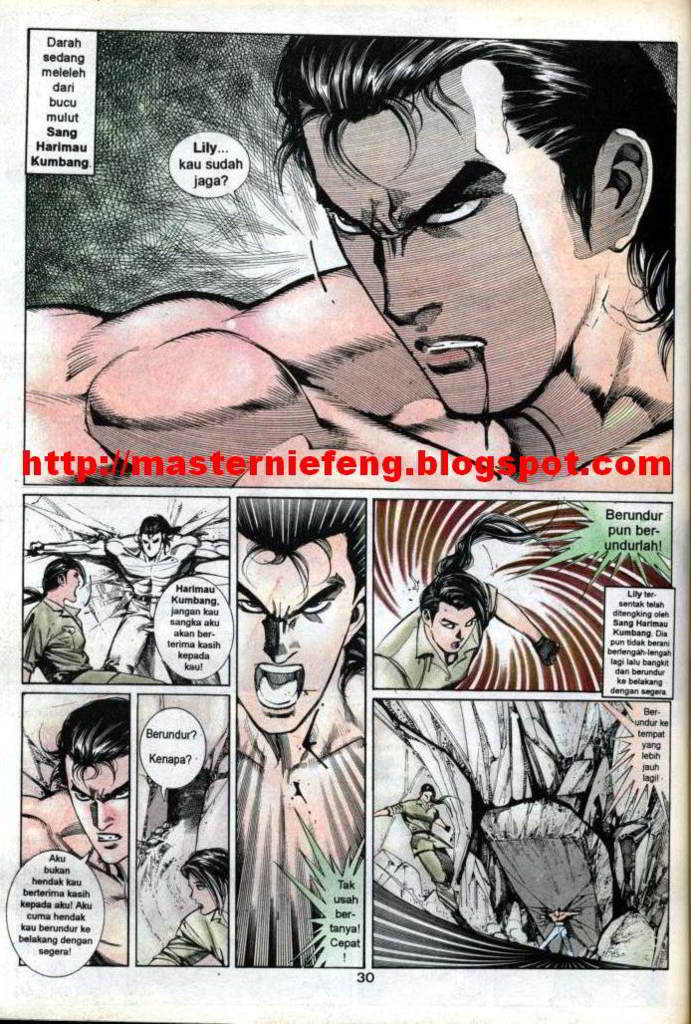 Darah
sedang
meleleh
dari
bucu
mulut
Sang
Harimau
Kumbang.
Lily...
kau sudah
jaga?
http://masterniefeng.blogspot.com
Harimau
Kumbang,
jangan kau
sangka aku
akan ber-
terima kasih
kepada
kau!
Berundur
pun ber-
undurlah!
Lily ter-
sentak telah
ditengking oleh
Sang Harimau
Kumbang. Dia
pun tidak berani
berlengah-lengah
lagi lalu bangkit
dan berundur
ke belakang
dengan segera.
Aku
bukan
hendak kau
berterima kasih
kepada aku! Aku
cuma hendak
kau berundur ke
belakang dengan
segera!
Berundur?
Kenapa?
Tak
usah
ber-
tanya!
Cepat
!
Ber-
undur ke
tempat
yang
lebih
jauh
lagi!
30